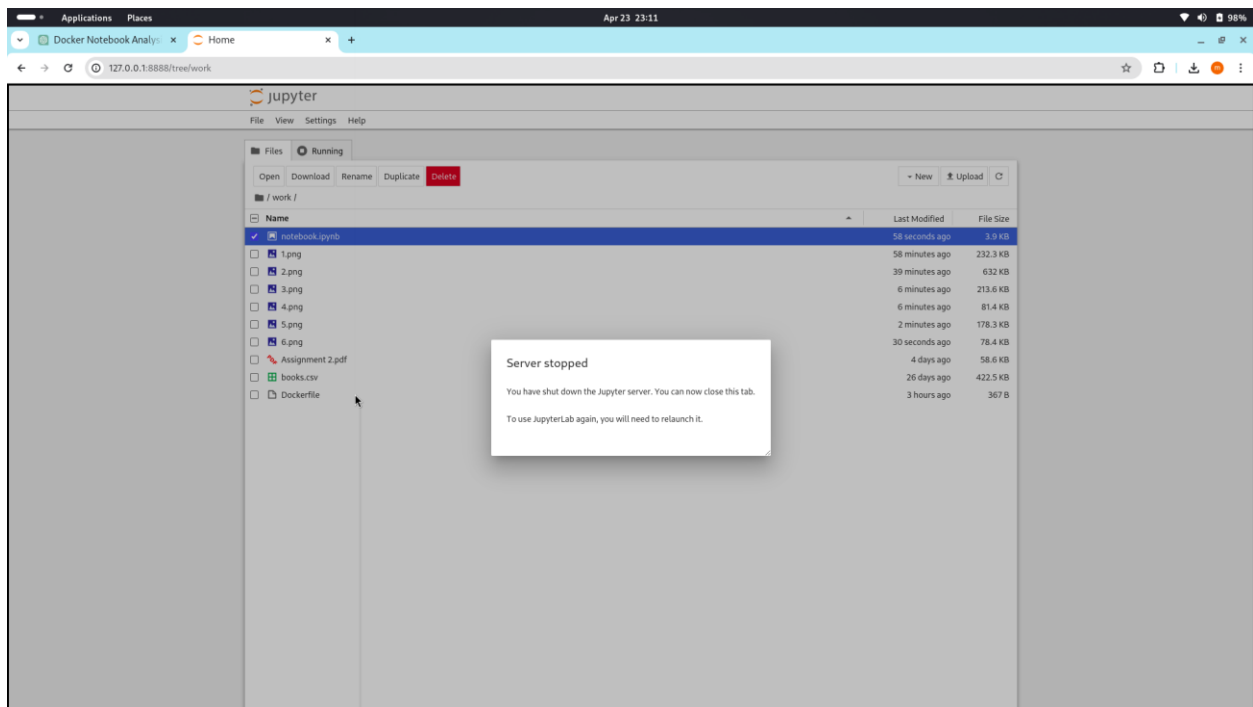 Applications Places Apr 23 23:11 98%
Docker Notebook Analys Home
127.0.0.1:8888/tree/work m
jupyter
File View Settings Help
Files Running
Open Download Rename Duplicate Delete New Upload
/ work /
Name Last Modified File Size
notebook.ipynb 58 seconds ago 3.9 KB
1.png 58 minutes ago 232.3 KB
2.png 39 minutes ago 632 KB
3.png 6 minutes ago 213.6 KB
4.png 6 minutes ago 81.4 KB
5.png 2 minutes ago 178.3 KB
6.png 30 seconds ago 78.4 KB
Assignment 2.pdf 4 days ago 58.6 KB
books.csv 26 days ago 422.5 KB
Dockerfile 3 hours ago 367 B
Server stopped
You have shut down the Jupyter server. You can now close this tab.
To use JupyterLab again, you will need to relaunch it.